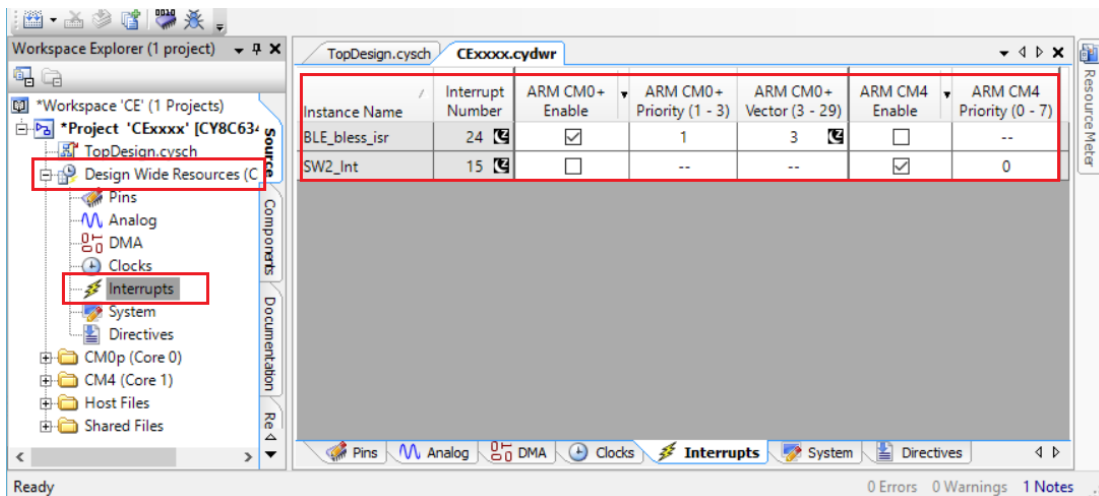 Workspace Explorer (1 project)
*Workspace 'CE' (1 Projects)
*Project 'CExxxx' [CY8C634
TopDesign.cysch
Design Wide Resources (C
Pins
Analog
DMA
Clocks
Interrupts
System
Directives
CM0p (Core 0)
CM4 (Core 1)
Host Files
Shared Files
Source
Components
Documentation
Re
TopDesign.cysch CExxxx.cydwr
Instance Name Interrupt Number ARM CM0+ Enable ARM CM0+ Priority (1 - 3) ARM CM0+ Vector (3 - 29) ARM CM4 Enable ARM CM4 Priority (0 - 7)
BLE_bless_isr 24 1 3 --
SW2_Int 15 -- -- 0
Pins Analog DMA Clocks Interrupts System Directives
Resource Meter
Ready 0 Errors 0 Warnings 1 Notes